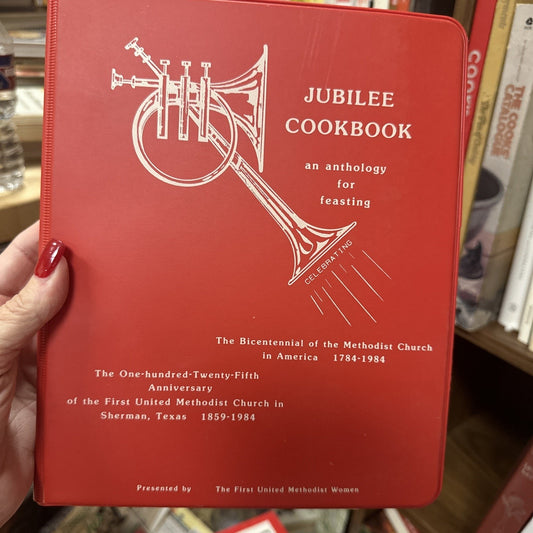 JUBILEE
COOKBOOK
an anthology
for
feasting
CELEBRATING
The Bicentennial of the Methodist Church
in America 1784-1984
The One-hundred-Twenty-Fifth
Anniversary
of the First United Methodist Church in
Sherman, Texas 1859-1984
Presented by The First United Methodist Women
THE COOKS'
CATALOGUE